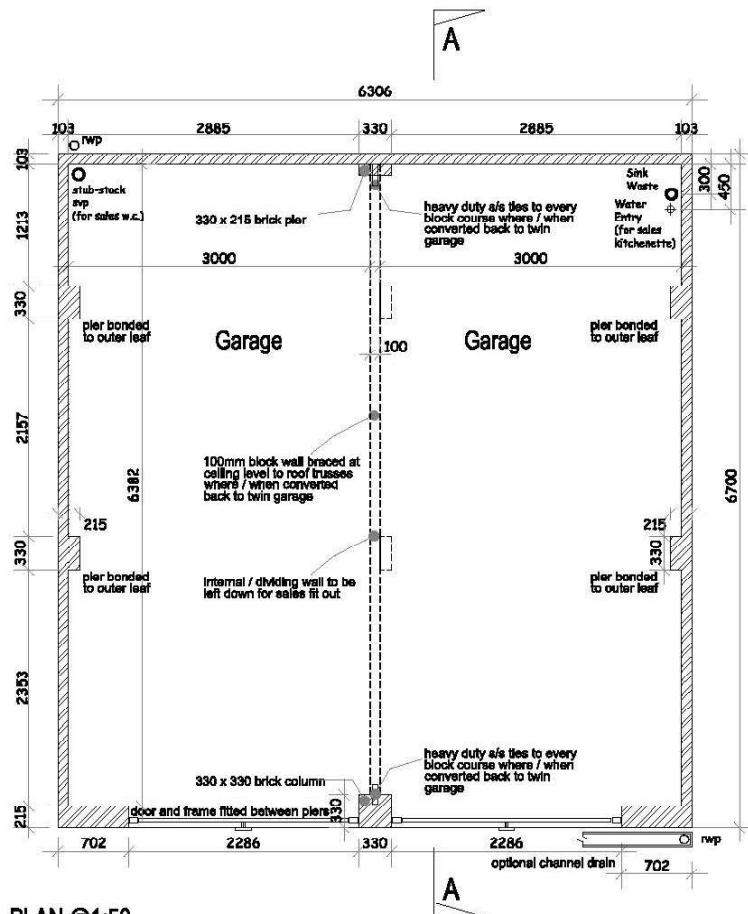 A
6306
103
2885
330
2885
103
rwp
103
stub-stack
svp
(for sales w.c.)
330 x 215 brick pier
heavy duty s/s ties to every
block course where / when
converted back to twin
garage
Sink
Waste
Water
Entry
(for sales
kitchenette)
300
450
1213
3000
3000
330
pier bonded
to outer leaf
Garage
100
Garage
pier bonded
to outer leaf
2157
100mm block wall braced at
ceiling level to roof trusses
where / when converted
back to twin garage
6382
6700
215
215
330
330
pier bonded
to outer leaf
internal / dividing wall to be
left down for sales fit out
pier bonded
to outer leaf
2353
330 x 330 brick column
heavy duty s/s ties to every
block course where / when
converted back to twin
garage
215
door and frame fitted between piers
330
702
2286
330
2286
rwp
optional channel drain
702
A
PLAN @1:50